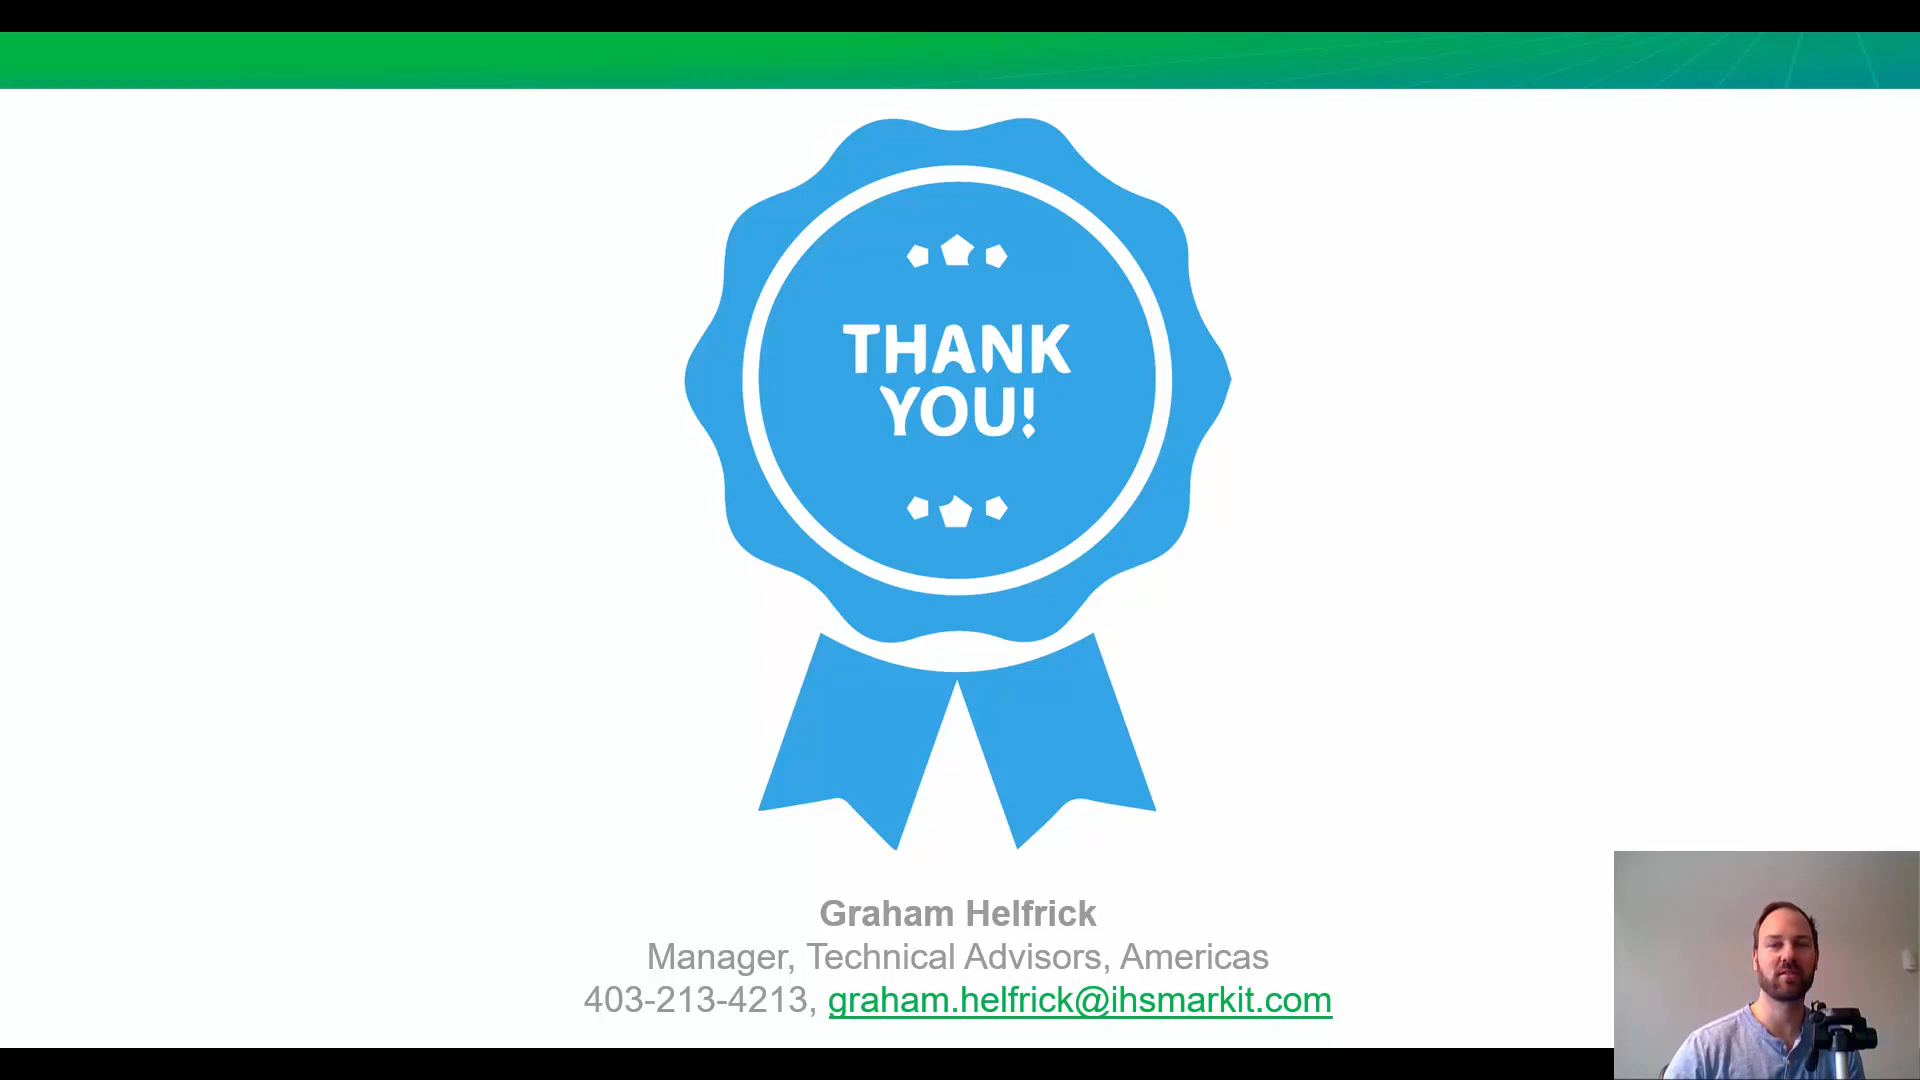 THANK
YOU!
Graham Helfrick
Manager, Technical Advisors, Americas
403-213-4213, graham.helfrick@ihsmarkit.com